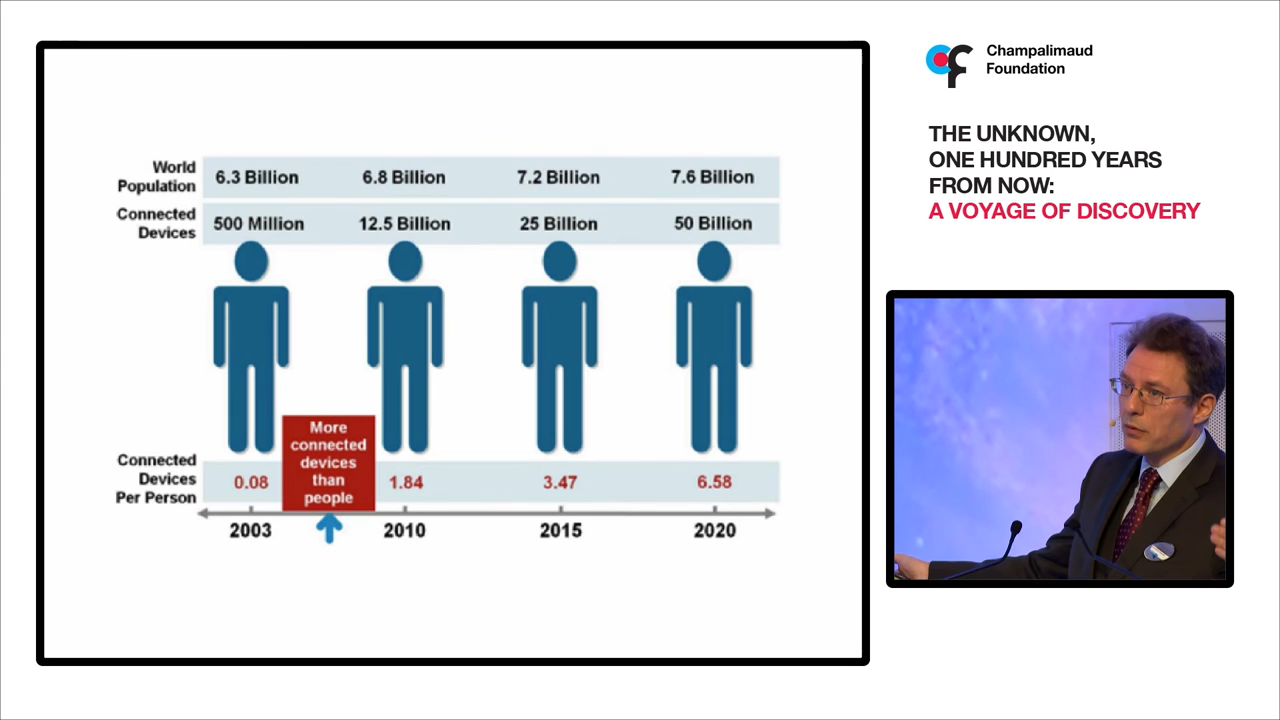 World
Population
6.3 Billion
6.8 Billion
7.2 Billion
7.6 Billion
Connected
Devices
500 Million
12.5 Billion
25 Billion
50 Billion
More
connected
devices
than
people
Connected
Devices
Per Person
0.08
1.84
3.47
6.58
2003
2010
2015
2020
cf
Champalimaud
Foundation
THE UNKNOWN,
ONE HUNDRED YEARS
FROM NOW:
A VOYAGE OF DISCOVERY